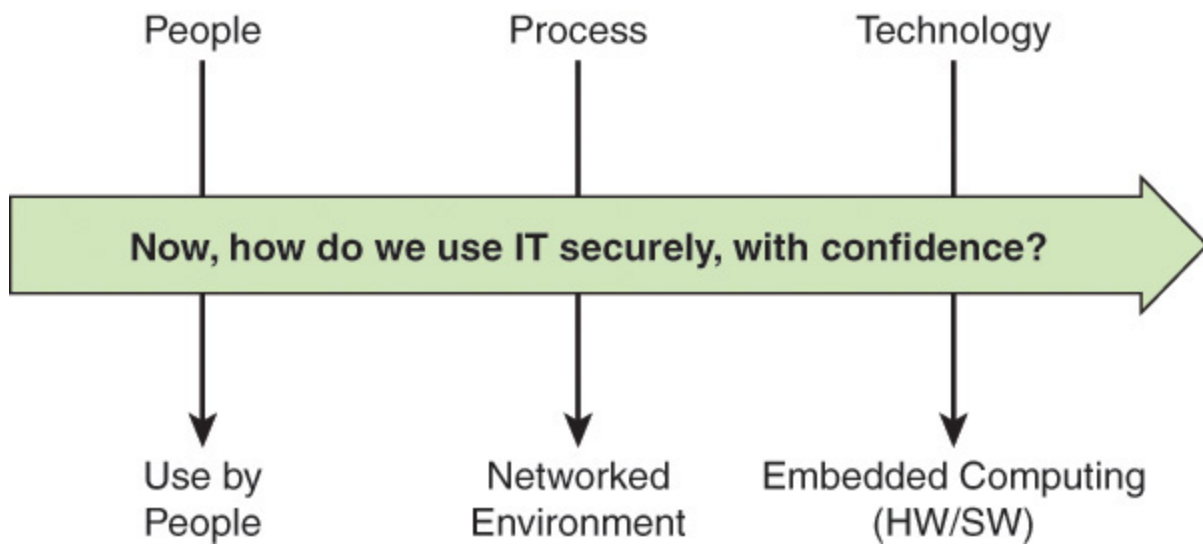 People Process Technology
Now, how do we use IT securely, with confidence?
Use by
People
Networked
Environment
Embedded Computing
(HW/SW)